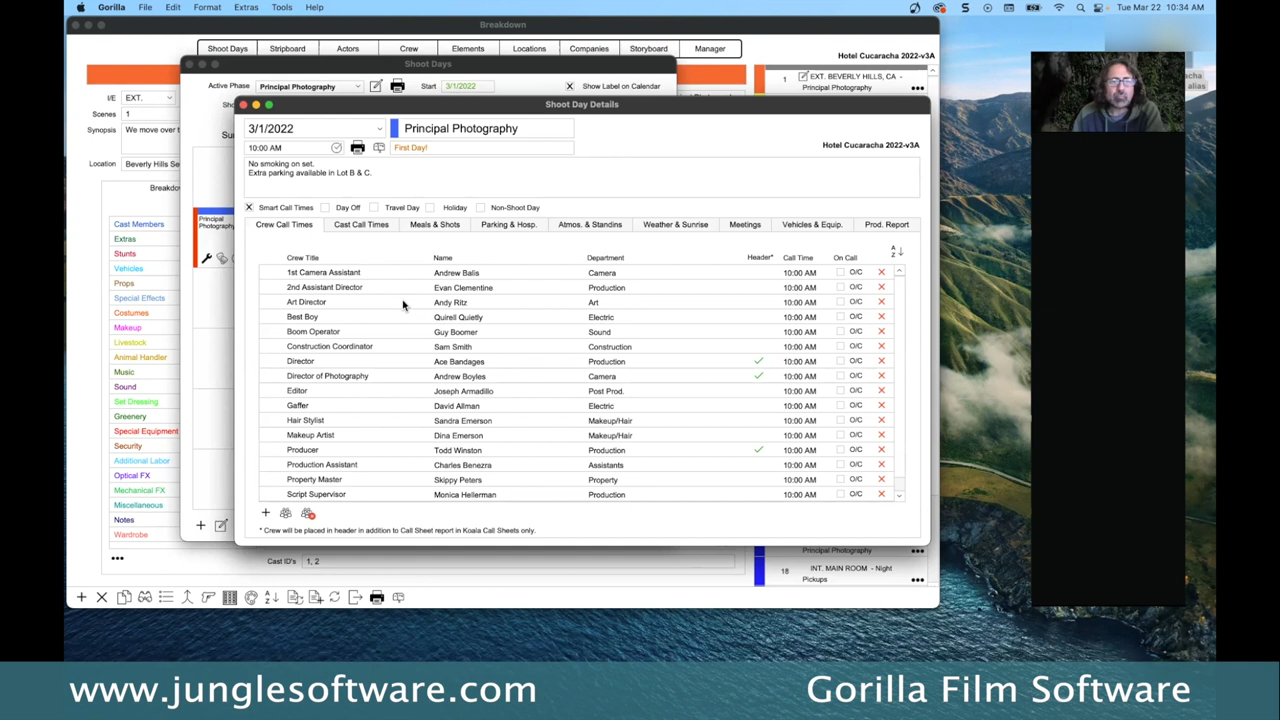 Gorilla File Edit Format Extras Tools Help
Tue Mar 22 10:34 AM
Breakdown
Shoot Days Stripboard Actors Crew Elements Locations Companies Storyboard Manager
Hotel Cucaracha 2022-v3A
Shoot Days
I/E EXT.
Scenes 1
Synopsis We move over t
Location Beverly Hills Se
Active Phase Principal Photography Start 3/1/2022 Show Label on Calendar
1 EXT. BEVERLY HILLS, CA -
Principal Photography
Shoot Day Details
3/1/2022 Principal Photography
10:00 AM First Day!
Hotel Cucaracha 2022-v3A
No smoking on set.
Extra parking available in Lot B & C.
Smart Call Times Day Off Travel Day Holiday Non-Shoot Day
Crew Call Times Cast Call Times Meals & Shots Parking & Hosp. Atmos. & Standins Weather & Sunrise Meetings Vehicles & Equip. Prod. Report
A
Z
Crew Title Name Department Header* Call Time On Call
1st Camera Assistant Andrew Balis Camera 10:00 AM O/C
2nd Assistant Director Evan Clementine Production 10:00 AM O/C
Art Director Andy Ritz Art 10:00 AM O/C
Best Boy Quirell Quietly Electric 10:00 AM O/C
Boom Operator Guy Boomer Sound 10:00 AM O/C
Construction Coordinator Sam Smith Construction 10:00 AM O/C
Director Ace Bandages Production 10:00 AM O/C
Director of Photography Andrew Boyles Camera 10:00 AM O/C
Editor Joseph Armadillo Post Prod. 10:00 AM O/C
Gaffer David Allman Electric 10:00 AM O/C
Hair Stylist Sandra Emerson Makeup/Hair 10:00 AM O/C
Makeup Artist Dina Emerson Makeup/Hair 10:00 AM O/C
Producer Todd Winston Production 10:00 AM O/C
Production Assistant Charles Benezra Assistants 10:00 AM O/C
Property Master Skippy Peters Property 10:00 AM O/C
Script Supervisor Monica Hellerman Production 10:00 AM O/C
* Crew will be placed in header in addition to Call Sheet report in Koala Call Sheets only.
Breakdo
Cast Members
Extras
Stunts
Vehicles
Props
Special Effects
Costumes
Makeup
Livestock
Animal Handler
Music
Sound
Set Dressing
Greenery
Special Equipment
Security
Additional Labor
Optical FX
Mechanical FX
Miscellaneous
Notes
Wardrobe
Principal
Photography
Cast ID's 1, 2
Principal Photography
18 INT. MAIN ROOM - Night
Pickups
acha
alias
www.junglesoftware.com
Gorilla Film Software